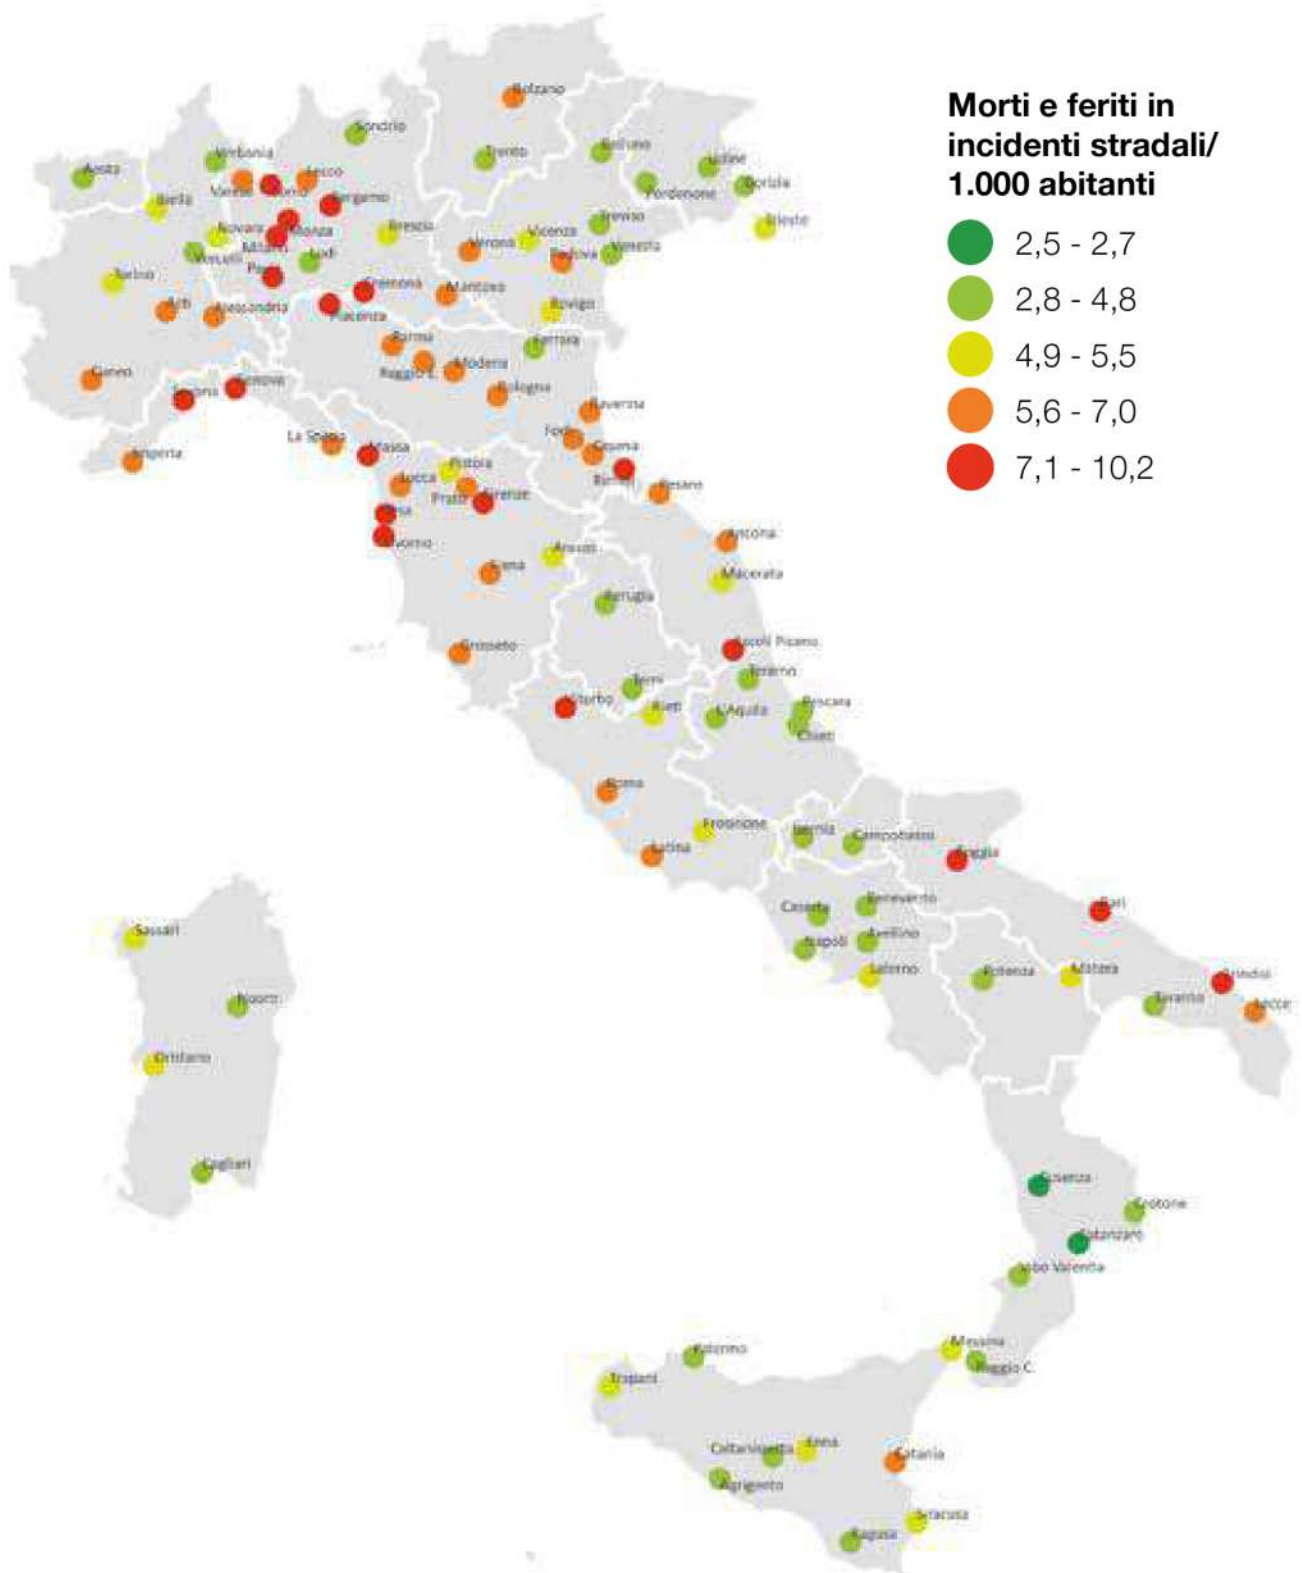 Morti e feriti in
incidenti stradali/
1.000 abitanti
2,5 - 2,7
2,8 - 4,8
4,9 - 5,5
5,6 - 7,0
7,1 - 10,2
Bolzano
Sondrio
Trento
Belluno
Udine
Pordenone
Gorizia
Trieste
Aosta
Verbania
Biella
Varese
Como
Lecco
Bergamo
Novara
Monza
Milano
Brescia
Verona
Vicenza
Treviso
Padova
Venezia
Vercelli
Pavia
Lodi
Torino
Cremona
Mantova
Rovigo
Asti
Alessandria
Piacenza
Parma
Ferrara
Reggio E.
Modena
Bologna
Cuneo
Savona
Genova
Ravenna
Forlì
Cesena
La Spezia
Massa
Imperia
Pistoia
Rimini
Lucca
Prato
Firenze
Pesaro
Pisa
Livorno
Ancona
Arezzo
Siena
Macerata
Perugia
Grosseto
Ascoli Piceno
Teramo
Terni
Viterbo
Rieti
L'Aquila
Pescara
Chieti
Roma
Frosinone
Latina
Isernia
Campobasso
Foggia
Bari
Caserta
Benevento
Napoli
Avellino
Salerno
Potenza
Matera
Brindisi
Taranto
Lecce
Sassari
Nuoro
Oristano
Cagliari
Cosenza
Crotone
Catanzaro
Vibo Valentia
Messina
Reggio C.
Palermo
Trapani
Caltanissetta
Enna
Catania
Agrigento
Siracusa
Ragusa